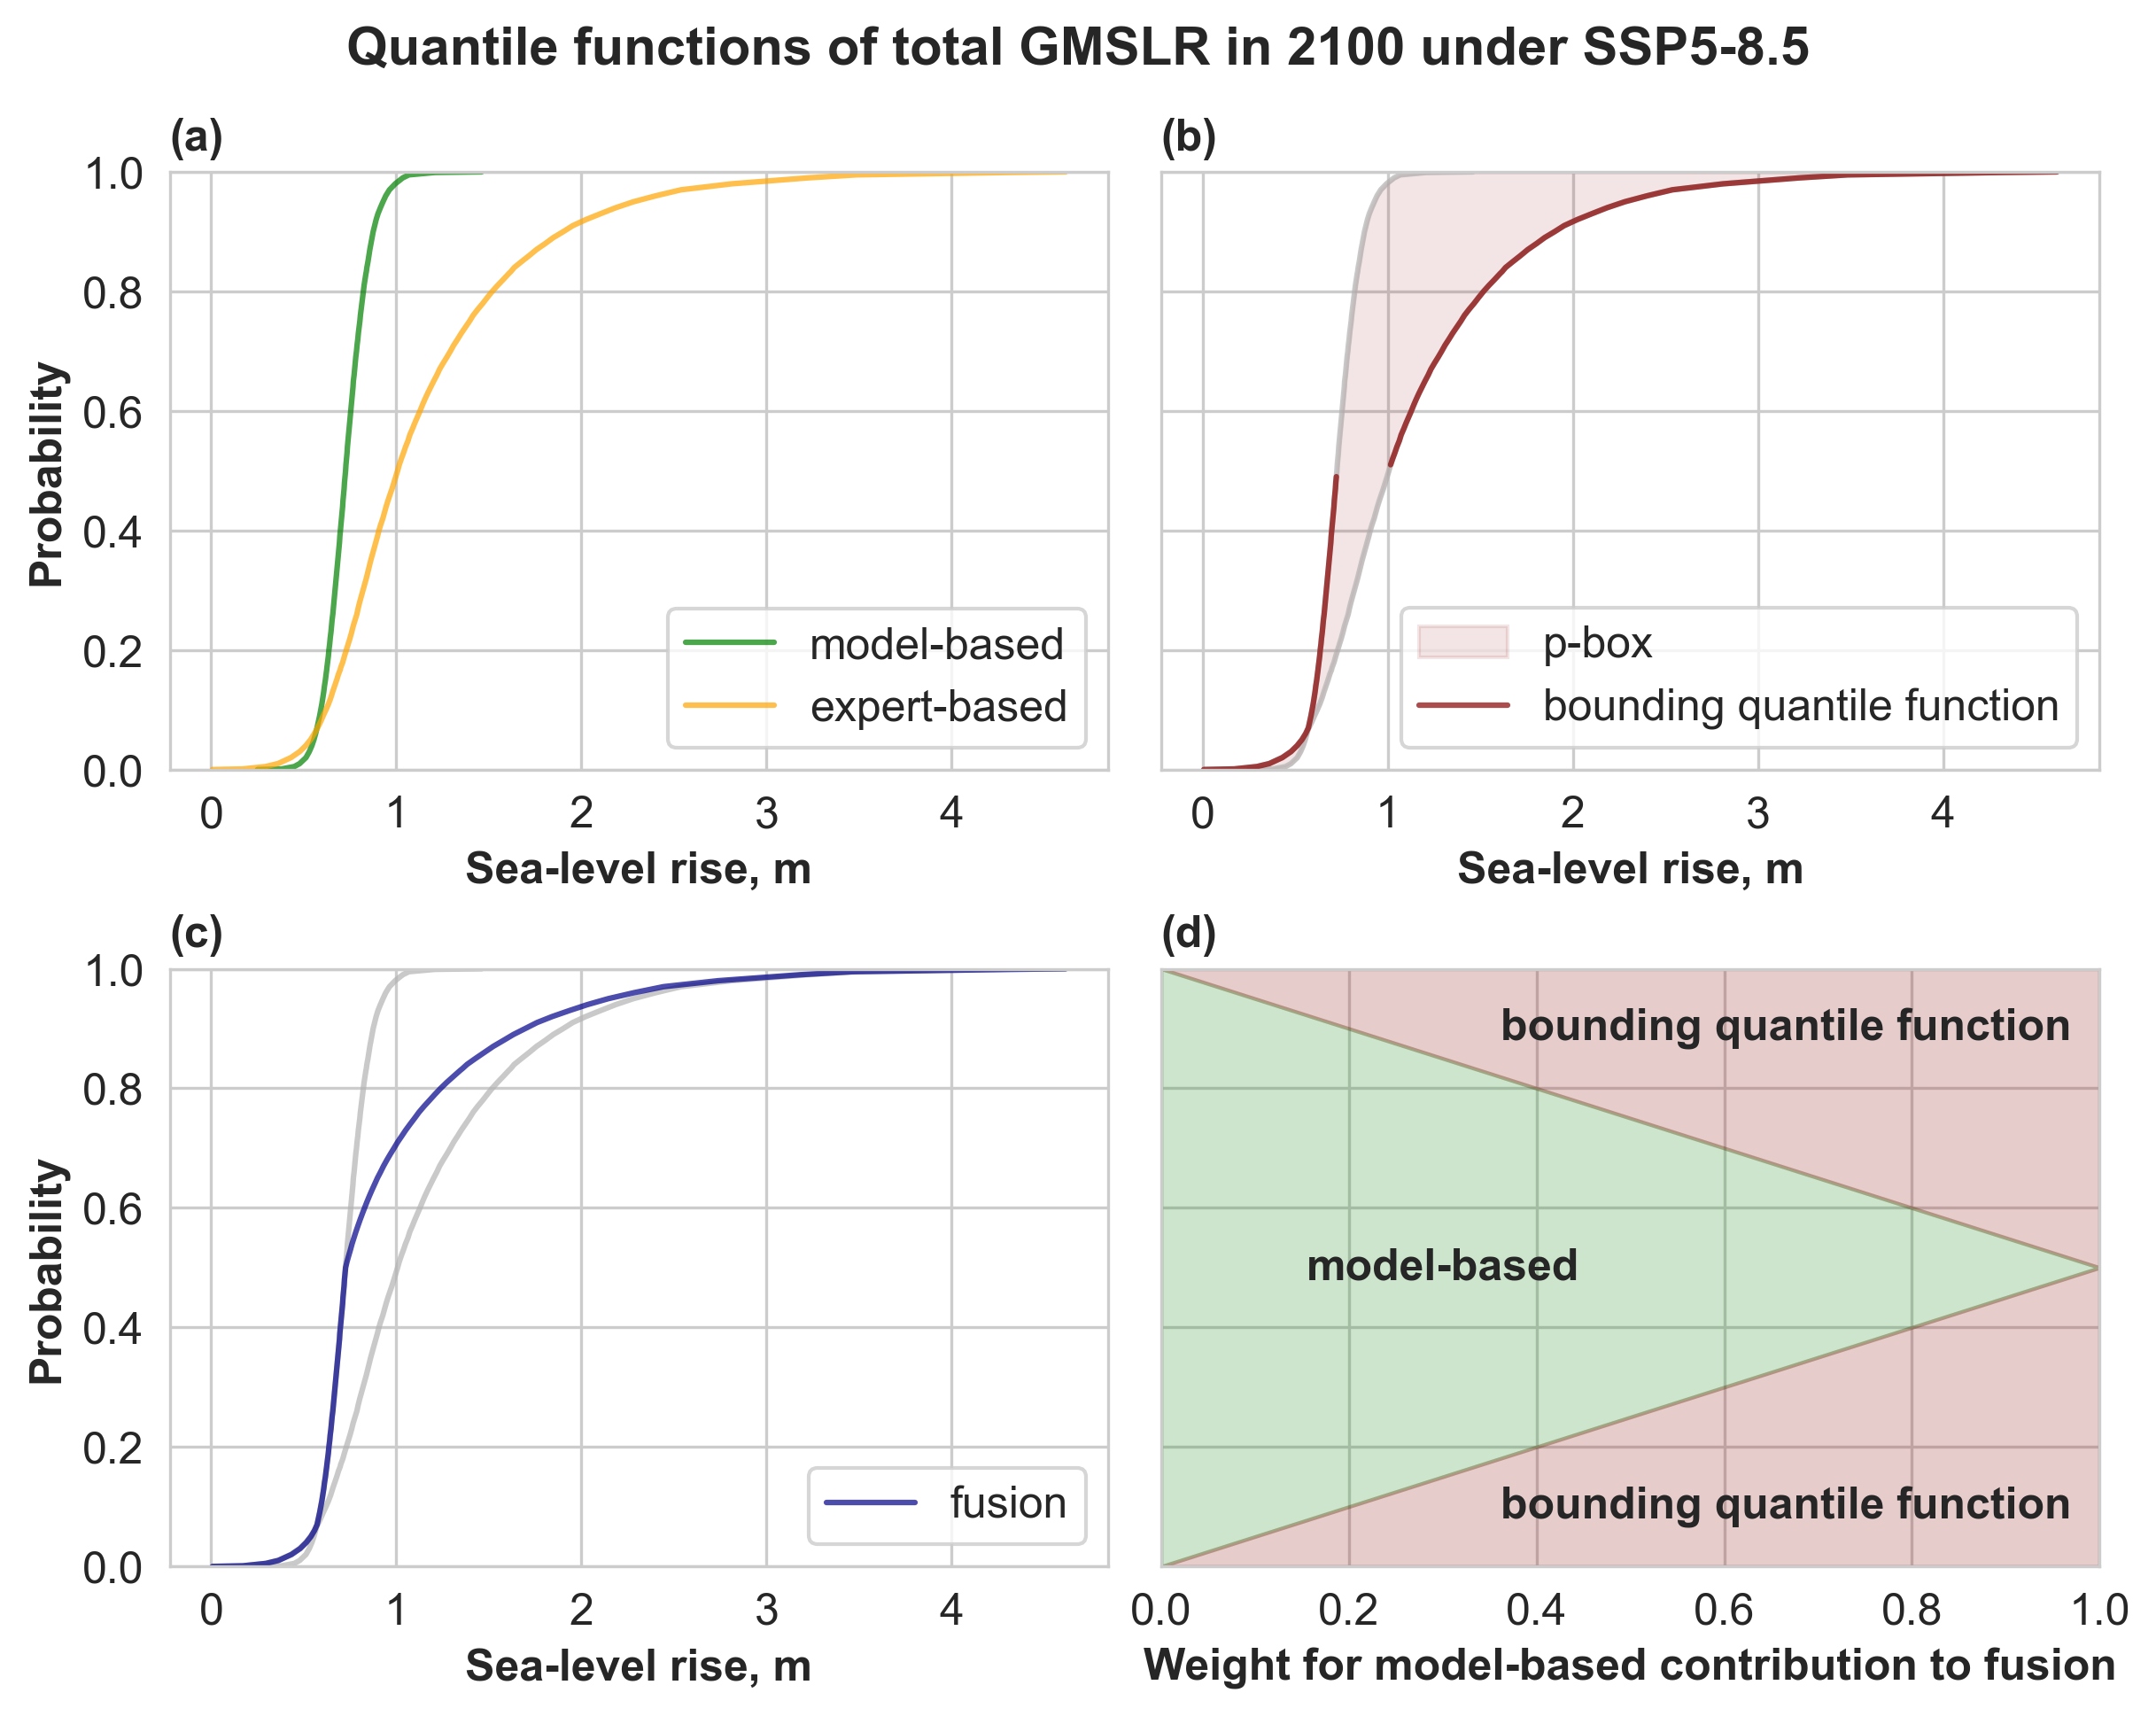 Quantile functions of total GMSLR in 2100 under SSP5-8.5
(a)
1.0
0.8
0.6
0.4
0.2
0.0
Probability
model-based
expert-based
0 1 2 3 4
Sea-level rise, m
(b)
p-box
bounding quantile function
0 1 2 3 4
Sea-level rise, m
(c)
1.0
0.8
0.6
0.4
0.2
0.0
Probability
fusion
0 1 2 3 4
Sea-level rise, m
(d)
bounding quantile function
model-based
bounding quantile function
0.0 0.2 0.4 0.6 0.8 1.0
Weight for model-based contribution to fusion